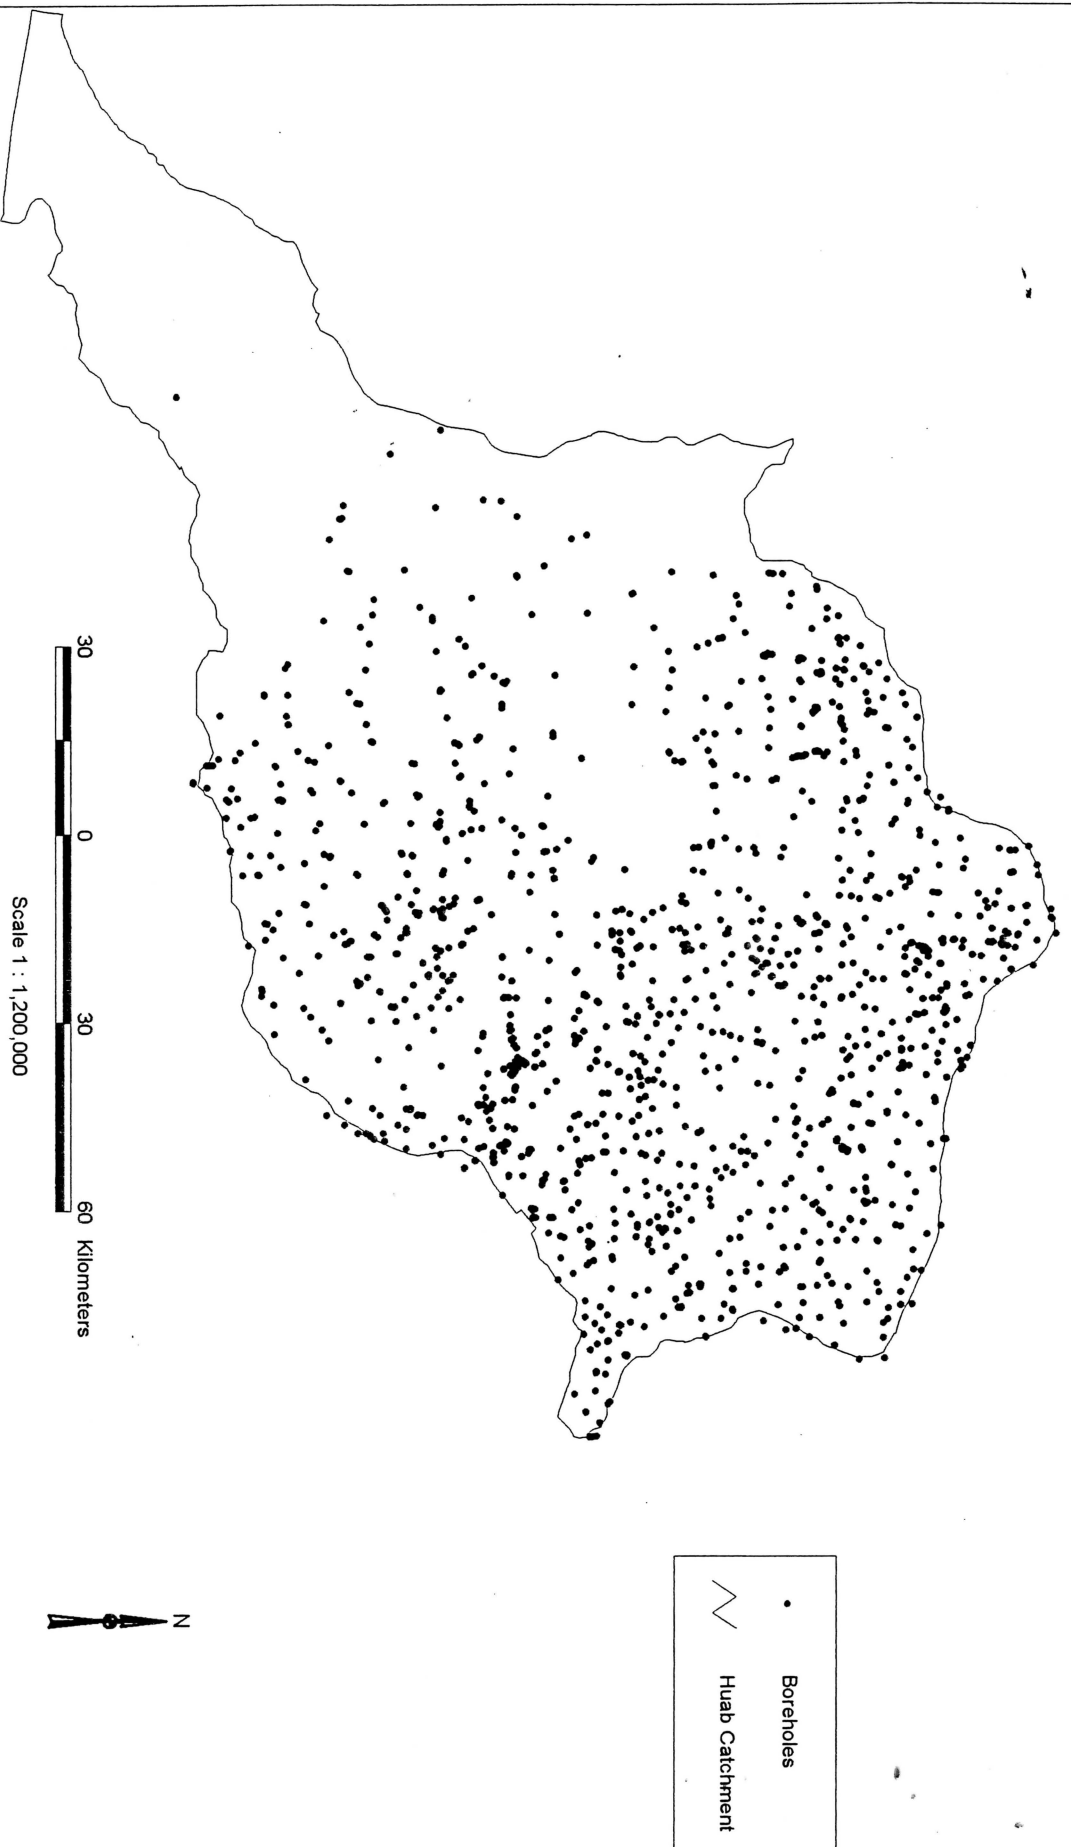 Boreholes
Huab Catchment
N
30 0 30 60 Kilometers
Scale 1 : 1,200,000